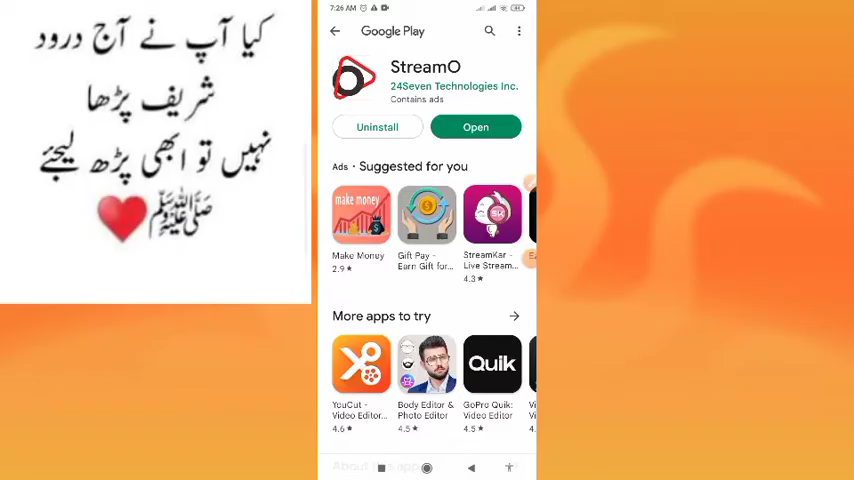 کیا آپ نے آج درود
شریف پڑھا
نہیں تو ابھی پڑھ لیجئے
ﷺ
7:26 AM
Google Play
StreamO
24Seven Technologies Inc.
Contains ads
Uninstall
Open
Ads · Suggested for you
make money
SK
Make Money
2.9★
Gift Pay -
Earn Gift for...
StreamKar -
Live Stream...
4.3★
More apps to try
Quik
YouCut -
Video Editor...
4.6★
Body Editor &
Photo Editor
4.5★
GoPro Quik:
Video Editor
4.5★